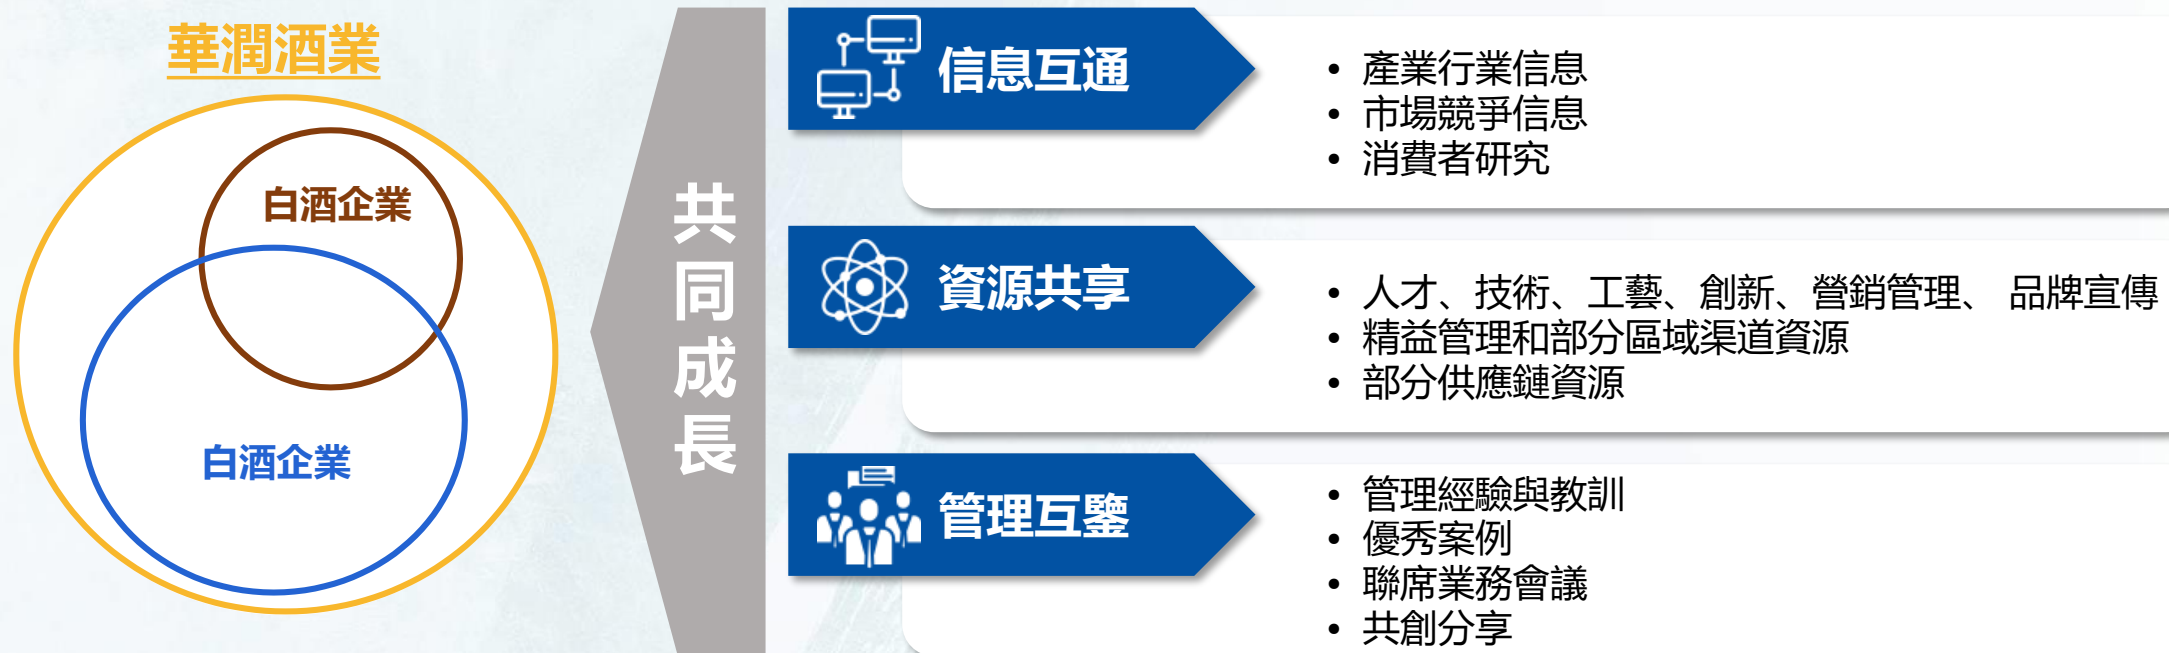 華潤酒業
白酒企業
白酒企業
共同成長
信息互通
• 產業行業信息
• 市場競爭信息
• 消費者研究
資源共享
• 人才、技術、工藝、創新、營銷管理、 品牌宣傳
• 精益管理和部分區域渠道資源
• 部分供應鏈資源
管理互鑒
• 管理經驗與教訓
• 優秀案例
• 聯席業務會議
• 共創分享